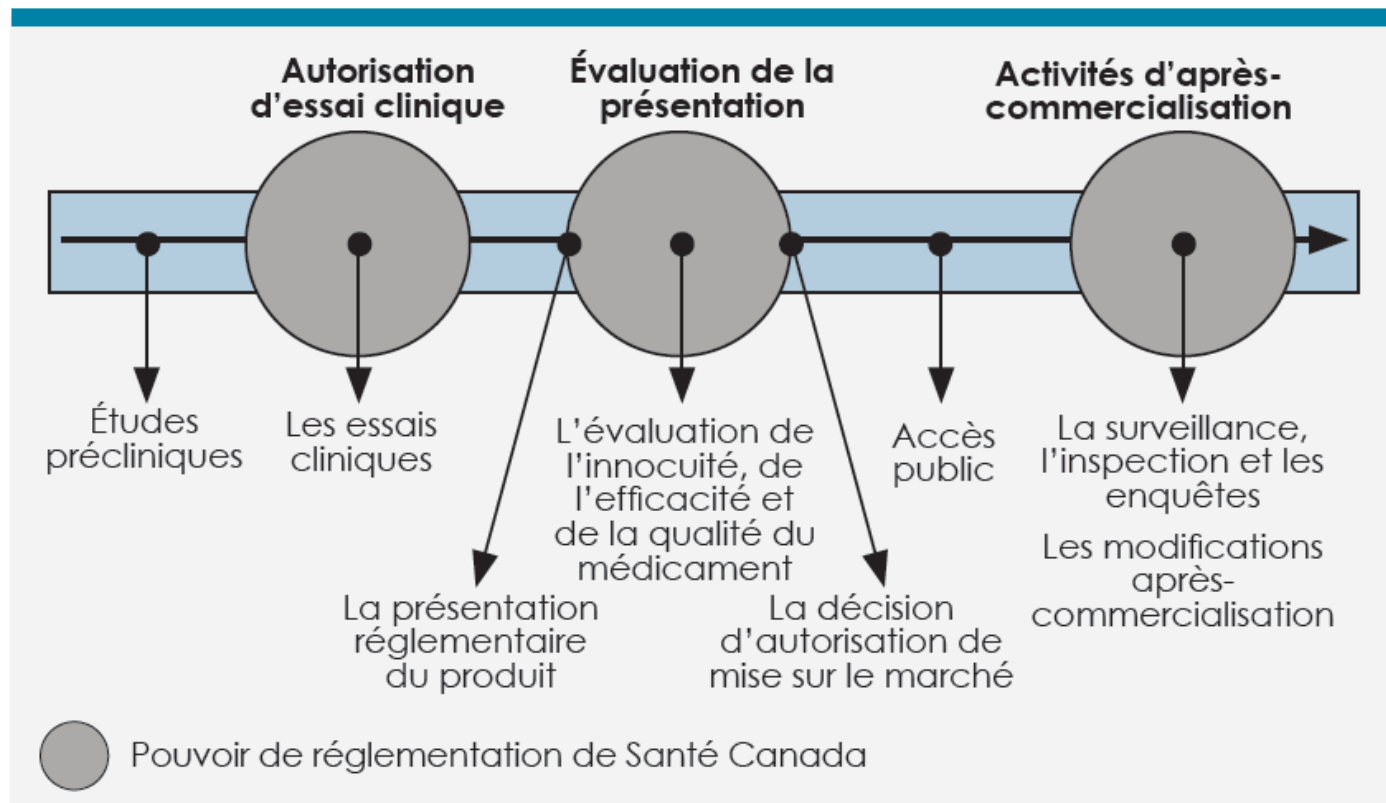 Autorisation
d'essai clinique
Évaluation de la
présentation
Activités d'après-
commercialisation
Études
précliniques
Les essais
cliniques
La présentation
réglementaire
du produit
L'évaluation de
l'innocuité, de
l'efficacité et
de la qualité du
médicament
La décision
d'autorisation de
mise sur le marché
Accès
public
La surveillance,
l'inspection et les
enquêtes
Les modifications
après-
commercialisation
Pouvoir de réglementation de Santé Canada